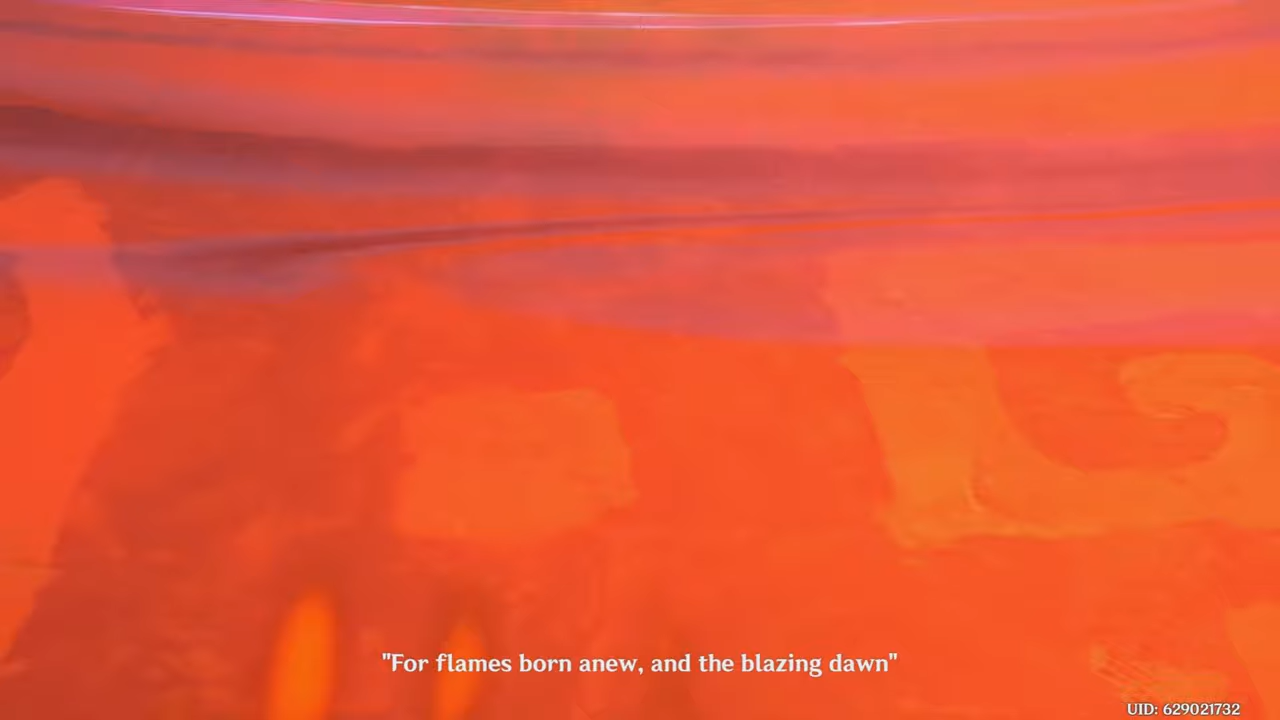 "For flames born anew, and the blazing dawn"
UID: 629021732